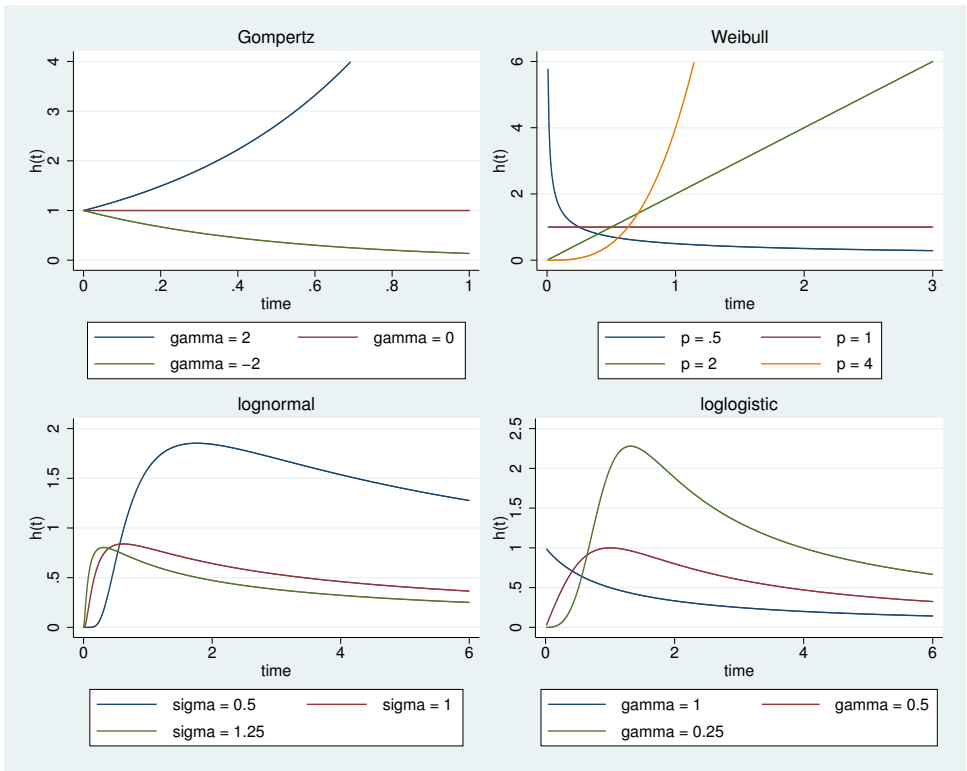 Gompertz
h(t)
4
3
2
1
0
0 .2 .4 .6 .8 1
time
gamma = 2 gamma = 0
gamma = −2
Weibull
h(t)
6
4
2
0
0 1 2 3
time
p = .5 p = 1
p = 2 p = 4
lognormal
h(t)
2
1.5
1
.5
0
0 2 4 6
time
sigma = 0.5 sigma = 1
sigma = 1.25
loglogistic
h(t)
2.5
2
1.5
1
.5
0
0 2 4 6
time
gamma = 1 gamma = 0.5
gamma = 0.25